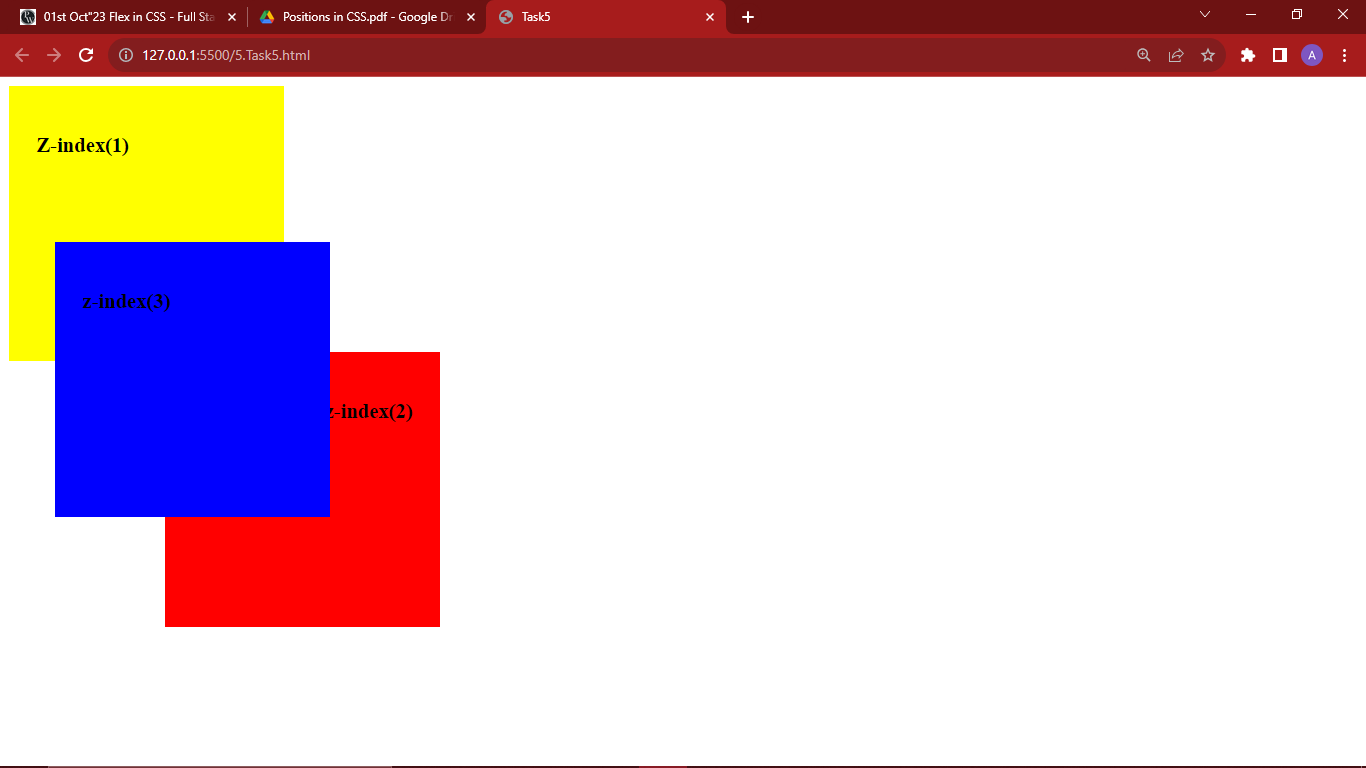 01st Oct"23 Flex in CSS - Full Sta
Positions in CSS.pdf - Google Dr
Task5
127.0.0.1:5500/5.Task5.html
A
Z-index(1)
z index(3)
z-index(2)